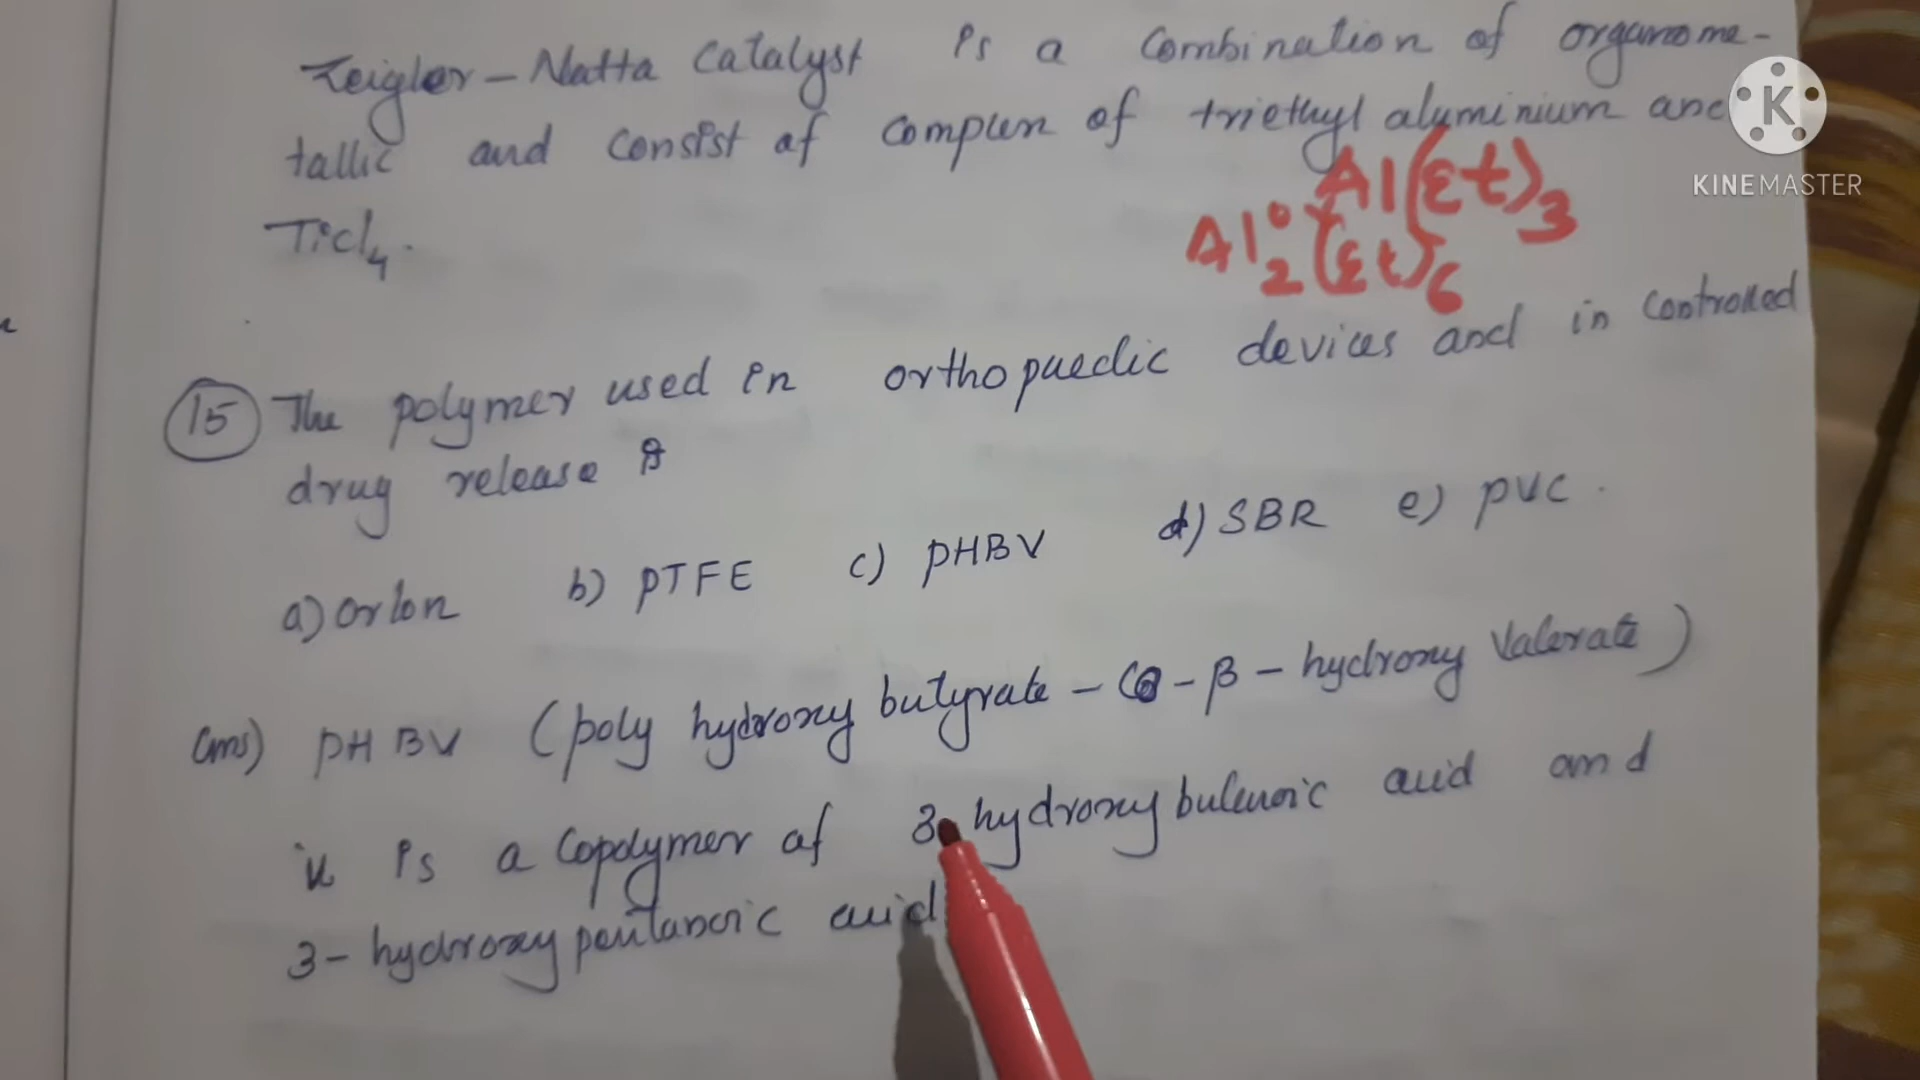 Zeigler-Natta Catalyst is a Combination of organome-
tallic and consist of complex of triethyl aluminium and
TiCl4.
Al(Et)3
Al2(Et)6
K
KINEMASTER
15 The polymer used in orthopaedic devices and in controlled
drug release is
a) Orlon b) PTFE c) PHBV d) SBR e) PVC.
Ans) PHBV (poly hydroxy butyrate - CO - β - hydroxy Valerate)
it is a Copolymer of 3 hydroxy butanoic acid and
3- hydroxy pentanoic acid